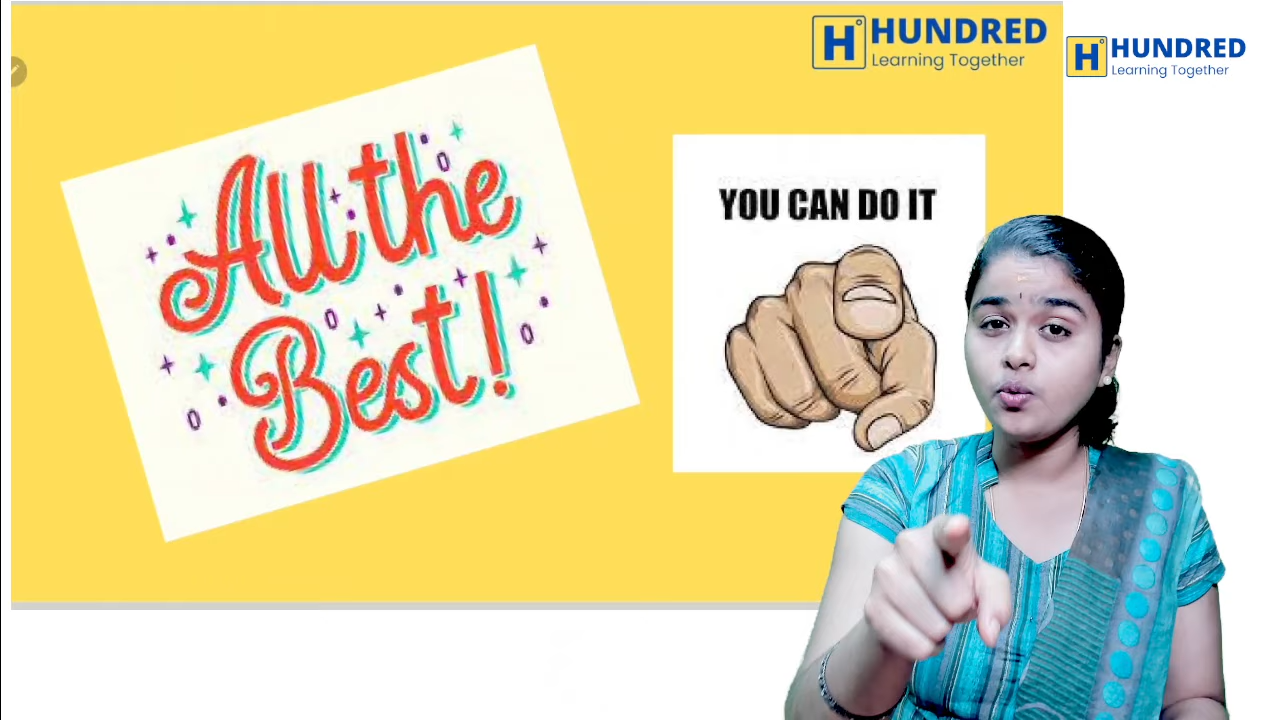 HUNDRED
Learning Together
HUNDRED
Learning Together
All the
Best!
YOU CAN DO IT